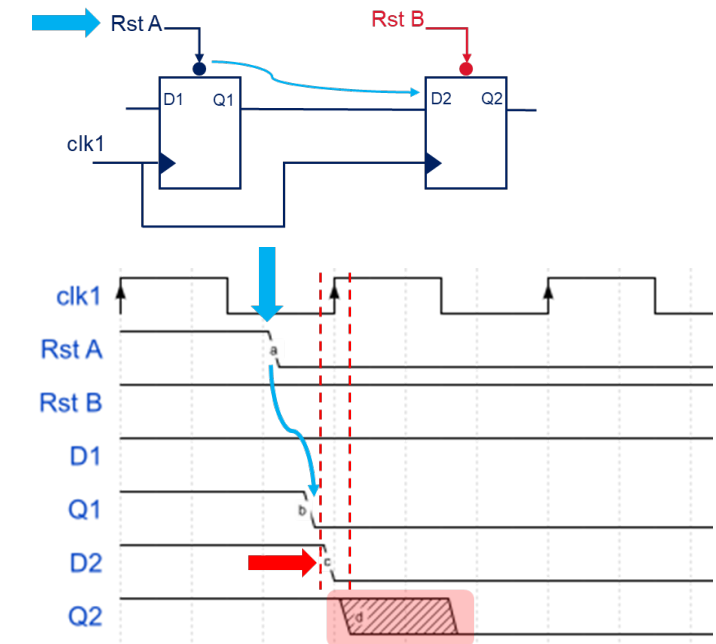 Rst A
Rst B
D1 Q1
D2 Q2
clk1
clk1
Rst A
a
Rst B
D1
Q1
b
D2
c
Q2
d